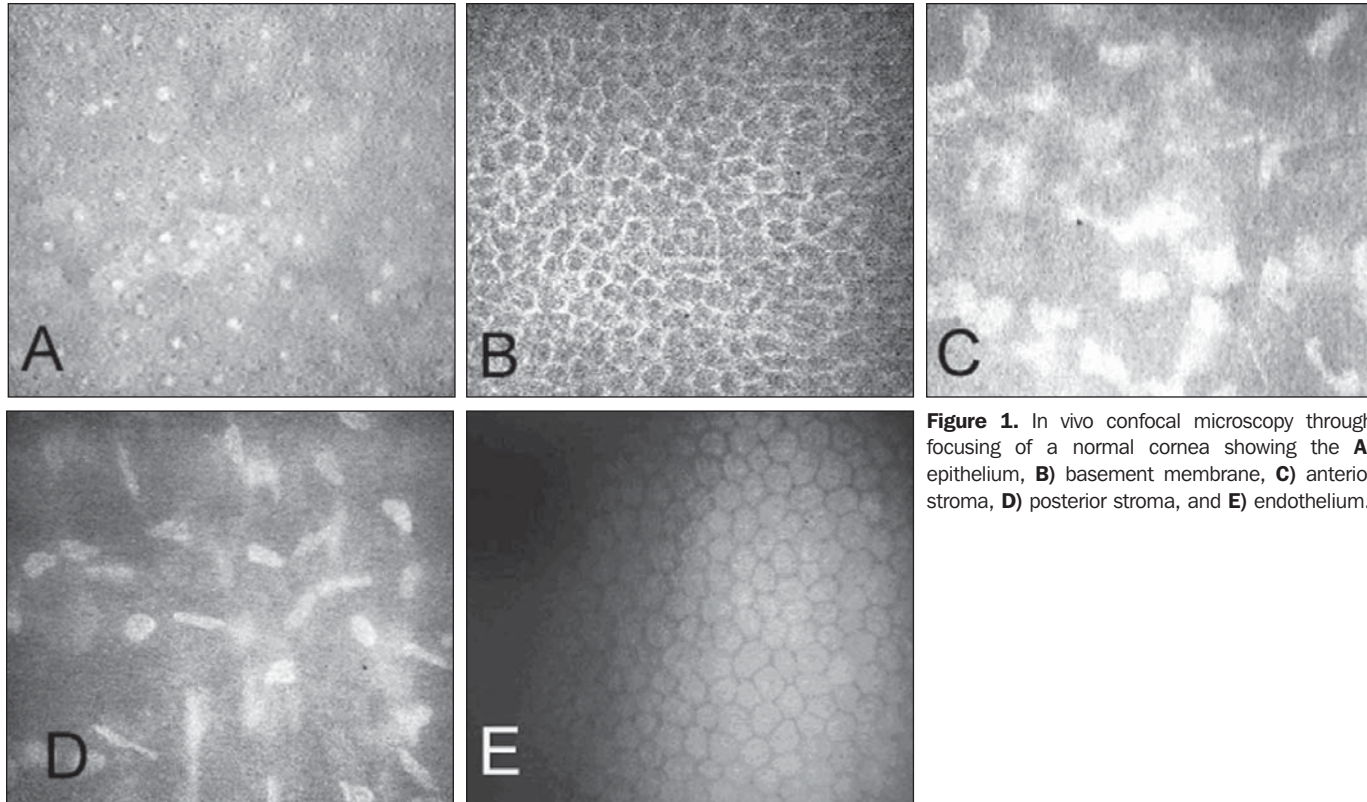 A
B
C
D
E
Figure 1. In vivo confocal microscopy through
focusing of a normal cornea showing the A)
epithelium, B) basement membrane, C) anterior
stroma, D) posterior stroma, and E) endothelium.